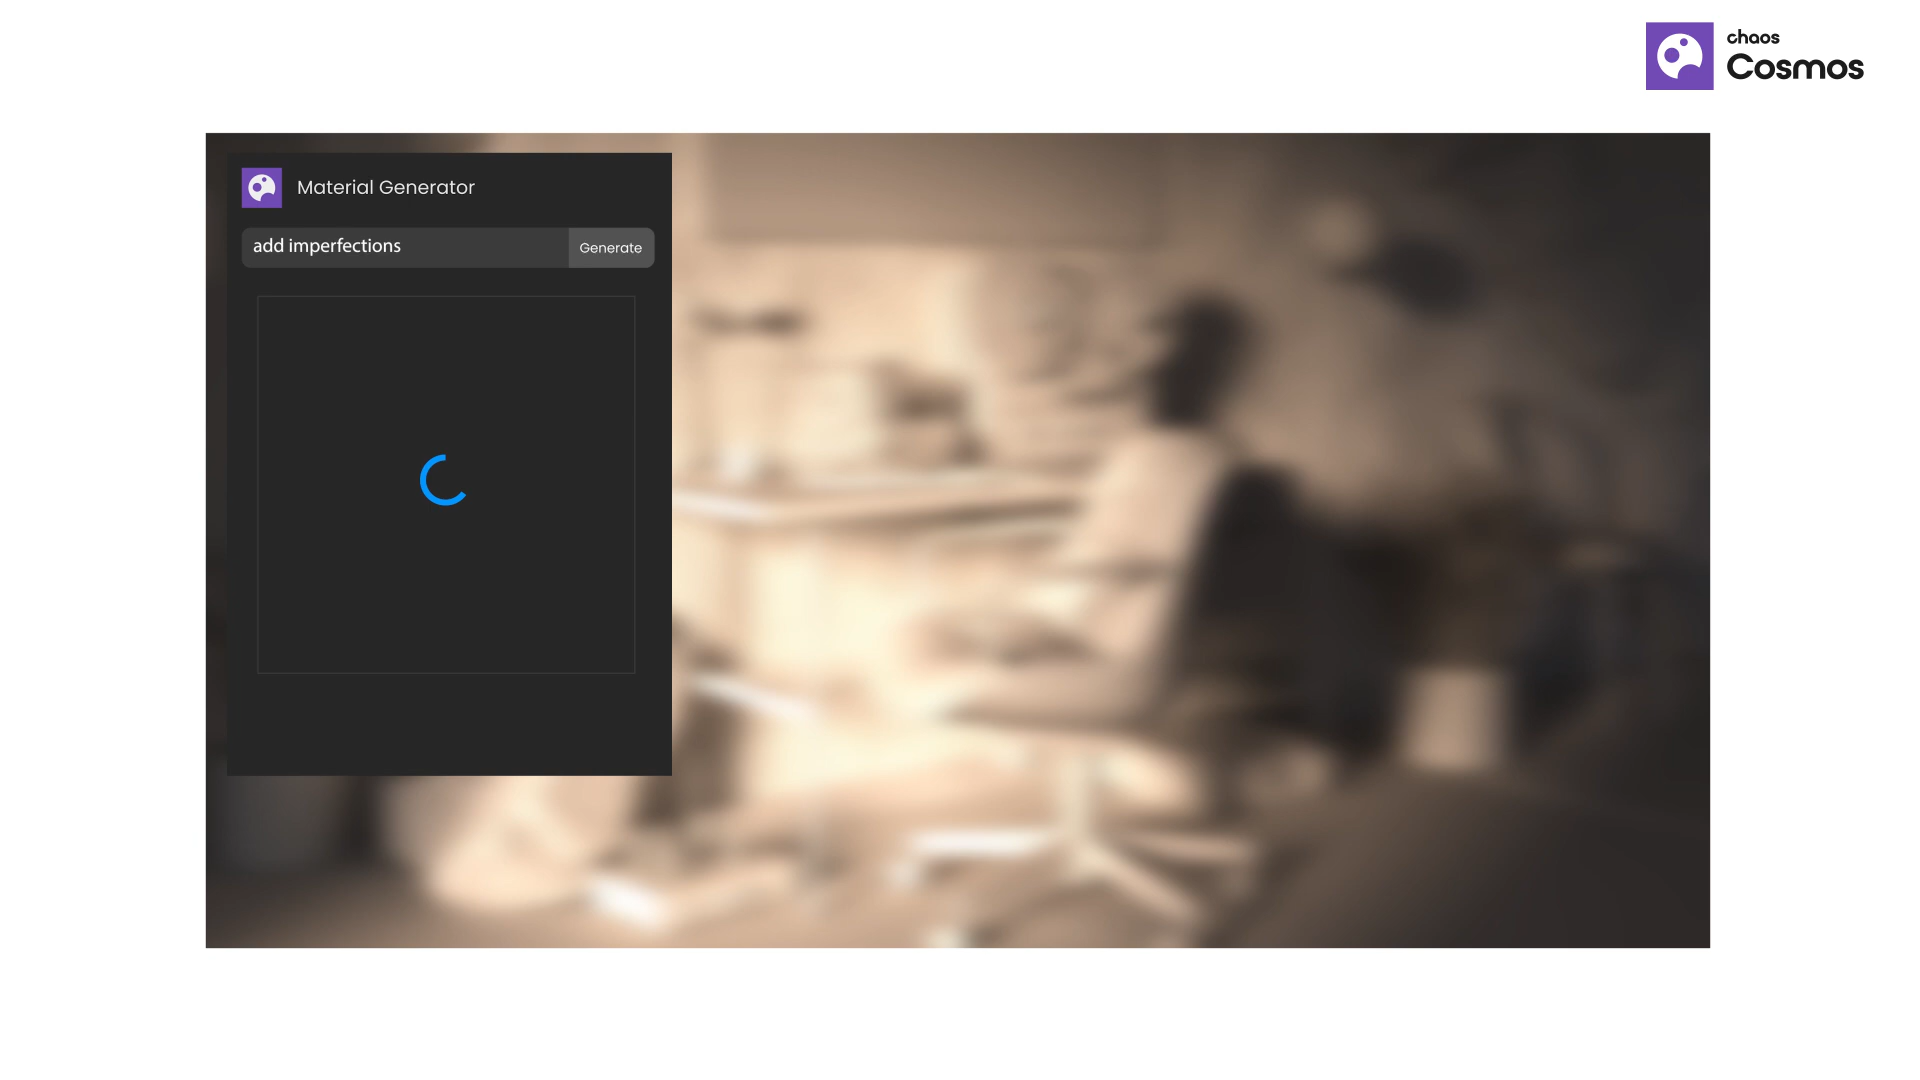 chaos
Cosmos
Material Generator
add imperfections
Generate